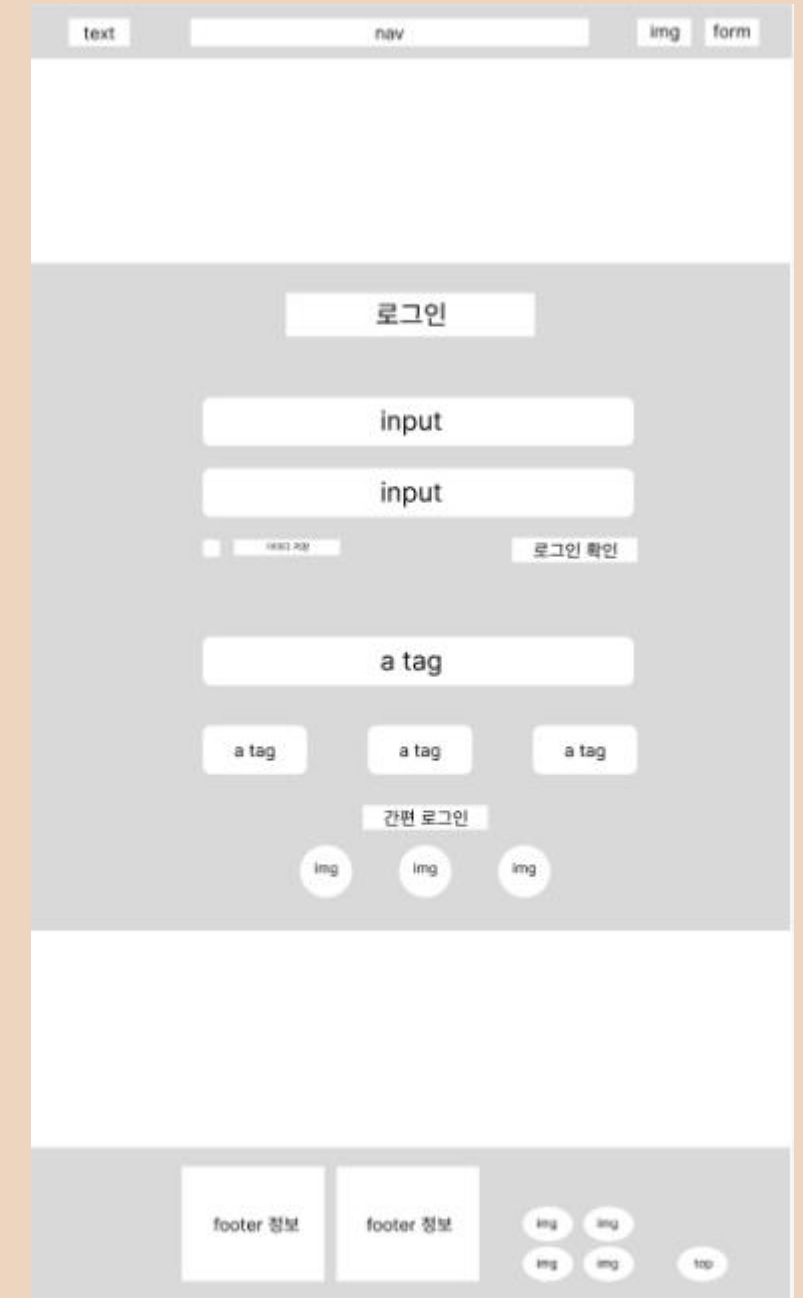 text nav img form
로그인
input
input
로그인 확인
a tag
a tag a tag a tag
간편 로그인
img img img
footer 정보 footer 정보
img img
img img top